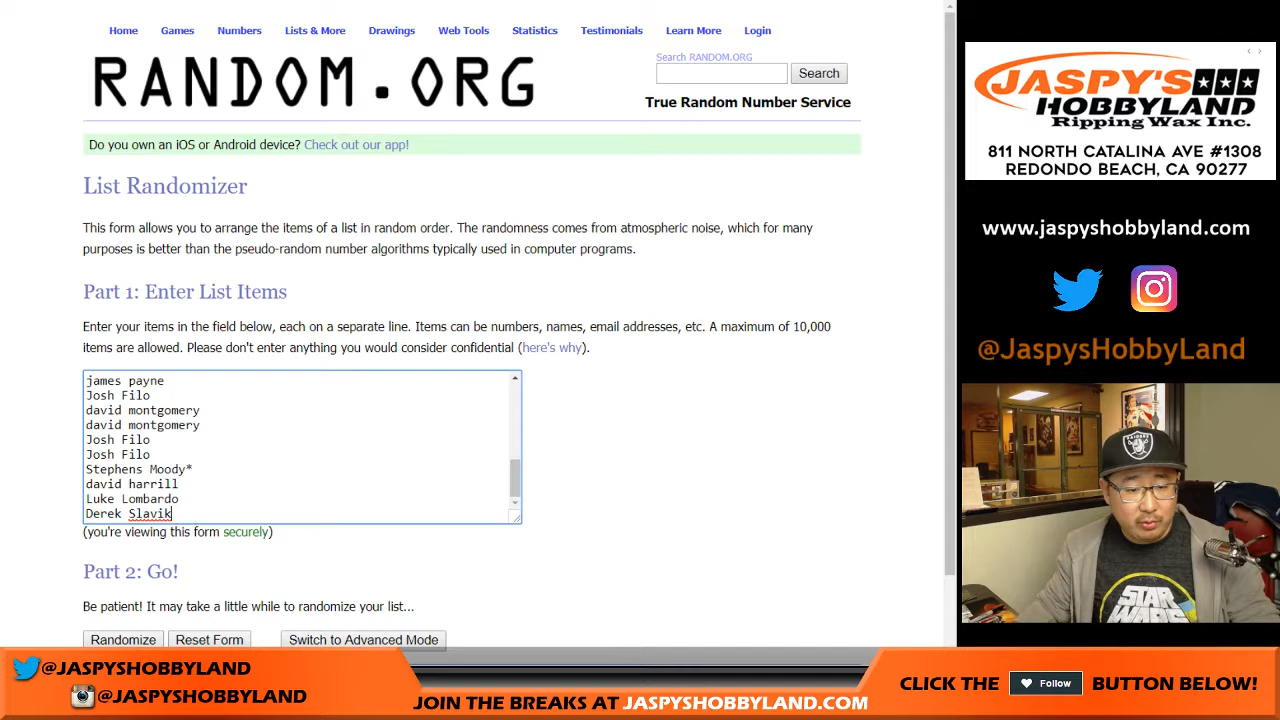 Home Games Numbers Lists & More Drawings Web Tools Statistics Testimonials Learn More Login
RANDOM.ORG
Search RANDOM.ORG
Search
True Random Number Service
Do you own an iOS or Android device? Check out our app!
List Randomizer
This form allows you to arrange the items of a list in random order. The randomness comes from atmospheric noise, which for many
purposes is better than the pseudo-random number algorithms typically used in computer programs.
Part 1: Enter List Items
Enter your items in the field below, each on a separate line. Items can be numbers, names, email addresses, etc. A maximum of 10,000
items are allowed. Please don't enter anything you would consider confidential (here's why).
james payne
Josh Filo
david montgomery
david montgomery
Josh Filo
Josh Filo
Stephens Moody*
david harrill
Luke Lombardo
Derek Slavik
(you're viewing this form securely)
Part 2: Go!
Be patient! It may take a little while to randomize your list...
Randomize Reset Form Switch to Advanced Mode
JASPY'S
HOBBYLAND
Ripping Wax Inc.
811 NORTH CATALINA AVE #1308
REDONDO BEACH, CA 90277
www.jaspyshobbyland.com
@JaspysHobbyLand
RAIDERS
STAR
WARS
@JASPYSHOBBYLAND
@JASPYSHOBBYLAND
JOIN THE BREAKS AT JASPYSHOBBYLAND.COM
CLICK THE Follow BUTTON BELOW!